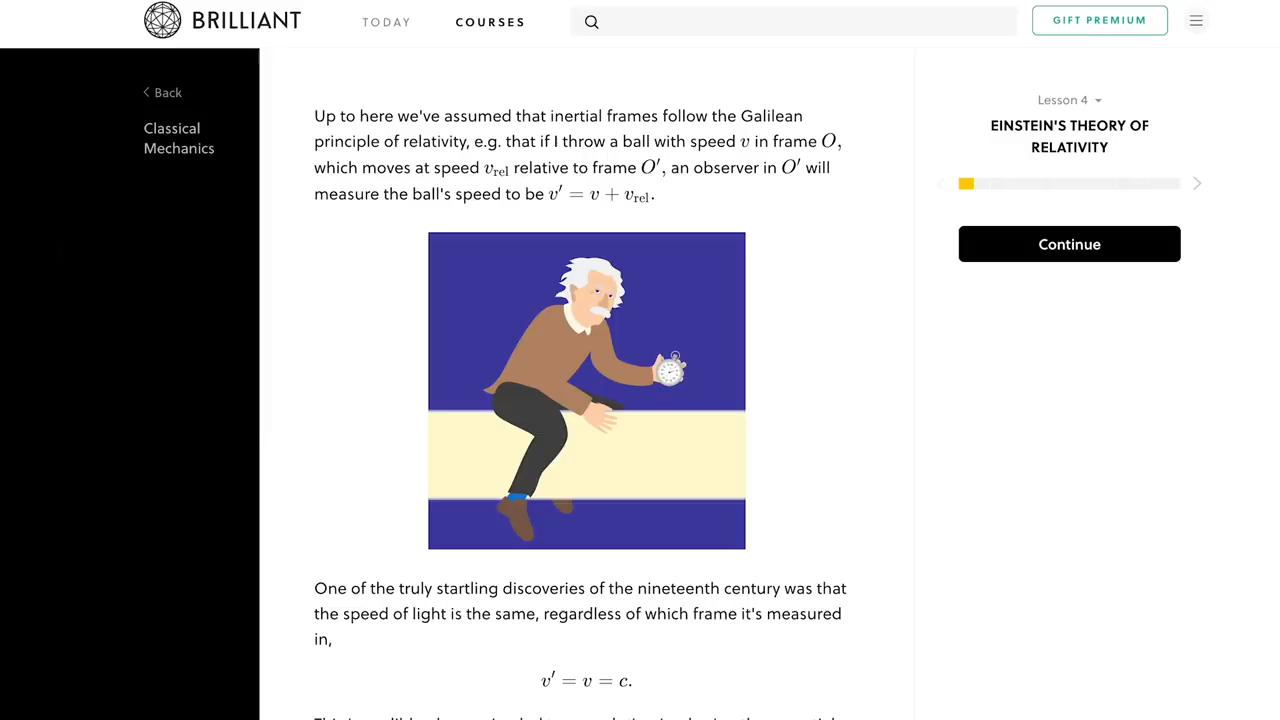 BRILLIANT
TODAY
COURSES
GIFT PREMIUM
Back
Classical
Mechanics
Up to here we've assumed that inertial frames follow the Galilean
principle of relativity, e.g. that if I throw a ball with speed v in frame O,
which moves at speed v_rel relative to frame O′, an observer in O′ will
measure the ball's speed to be v′ = v + v_rel.
One of the truly startling discoveries of the nineteenth century was that
the speed of light is the same, regardless of which frame it's measured
in,
v′ = v = c.
Lesson 4
EINSTEIN'S THEORY OF
RELATIVITY
Continue